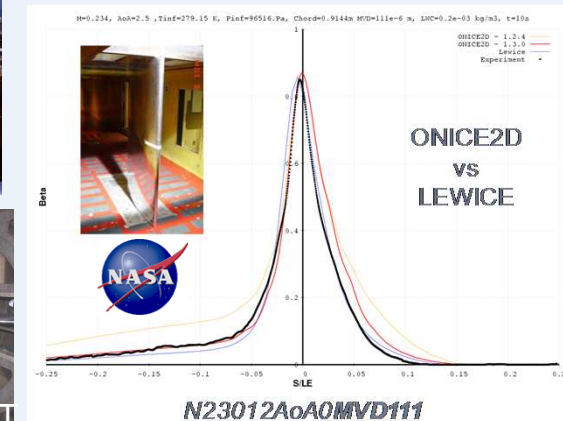 M=0.234, AoA=2.5 ,Tinf=279.15 K, Pinf=96516.Pa, Chord=0.9144m MVD=111e-6 m, LWC=0.2e-03 kg/m3, t=10s
ONICE2D - 1.2.4
ONICE2D - 1.3.0
Lewice
Experiment
1
0.8
0.6
0.4
0.2
0
Beta
ONICE2D
vs
LEWICE
NASA
-0.25
-0.2
-0.15
-0.1
-0.05
0
0.05
0.1
0.15
0.2
S/LE
N23012AoA0MVD111